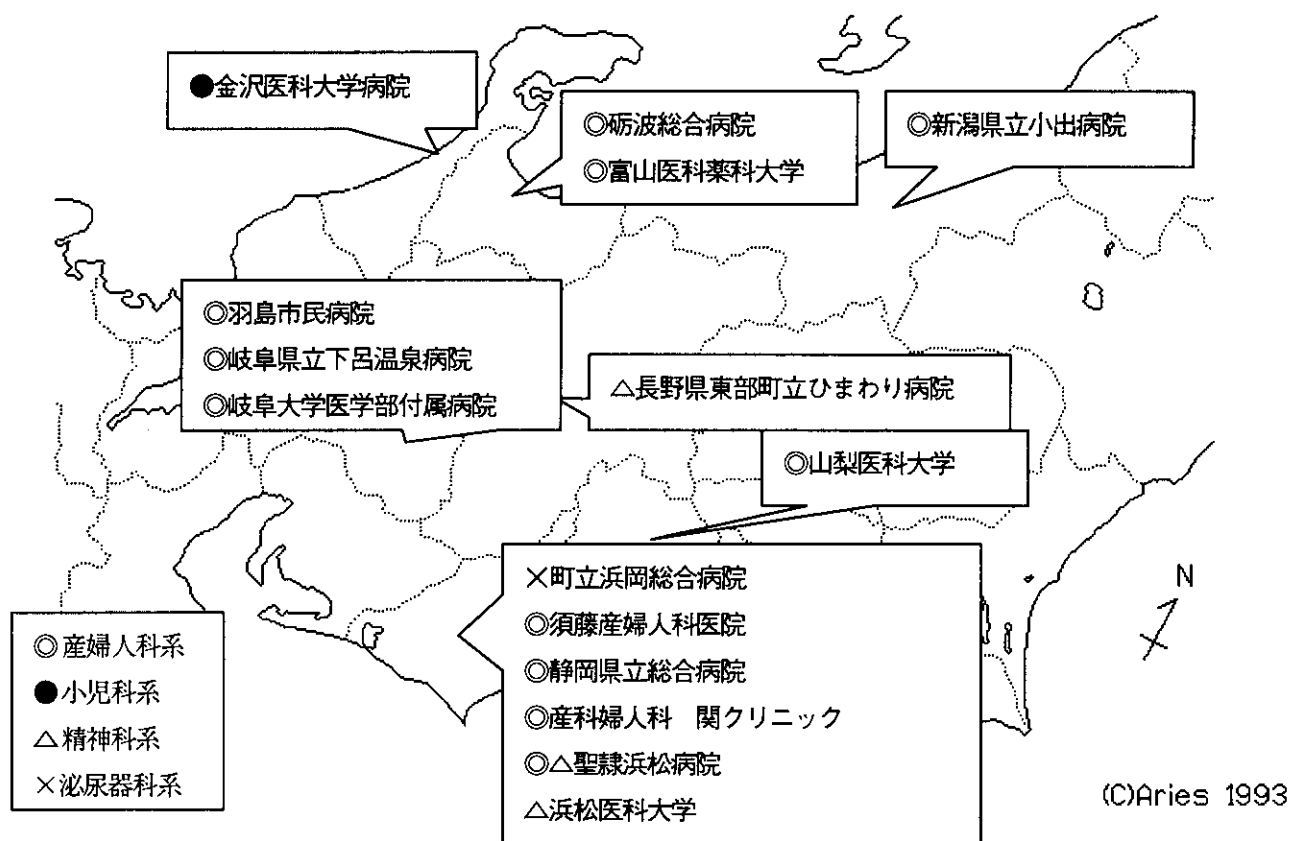 ●金沢医科大学病院
◎砺波総合病院
◎富山医科薬科大学
◎新潟県立小出病院
◎羽島市民病院
◎岐阜県立下呂温泉病院
◎岐阜大学医学部付属病院
△長野県東部町立ひまわり病院
◎山梨医科大学
×町立浜岡総合病院
◎須藤産婦人科医院
◎静岡県立総合病院
◎産科婦人科　関クリニック
◎△聖隷浜松病院
△浜松医科大学
N
◎産婦人科系
●小児科系
△精神科系
×泌尿器科系
(C)Aries 1993